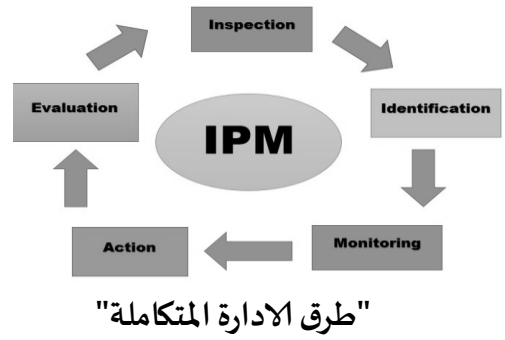 Inspection
Identification
Monitoring
Action
Evaluation
IPM
"طرق الادارة المتكاملة"